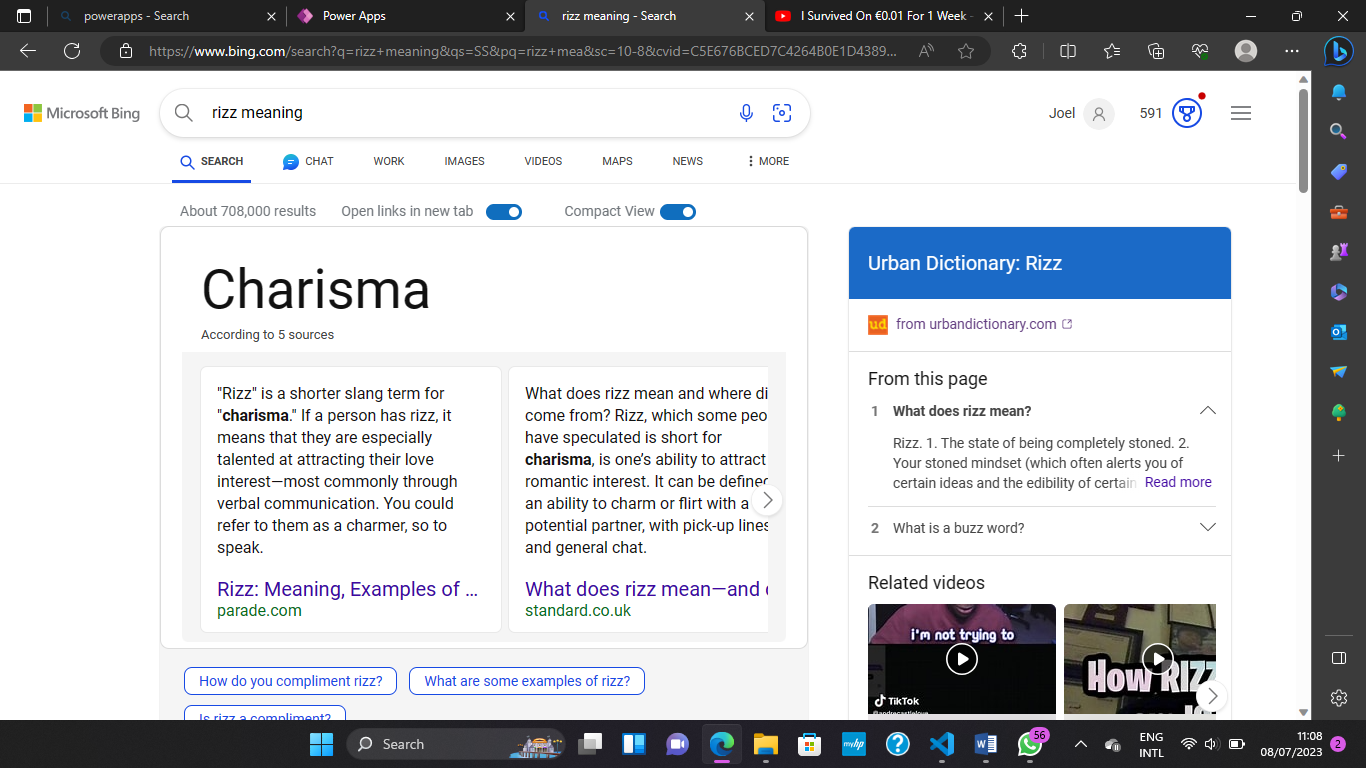 powerapps - Search
Power Apps
rizz meaning - Search
I Survived On €0.01 For 1 Week -
https://www.bing.com/search?q=rizz+meaning&qs=SS&pq=rizz+mea&sc=10-8&cvid=C5E676BCED7C4264B0E1D4389...
Microsoft Bing
rizz meaning
Joel
591
SEARCH
CHAT
WORK
IMAGES
VIDEOS
MAPS
NEWS
MORE
About 708,000 results
Open links in new tab
Compact View
Charisma
According to 5 sources
"Rizz" is a shorter slang term for
"charisma." If a person has rizz, it
means that they are especially
talented at attracting their love
interest—most commonly through
verbal communication. You could
refer to them as a charmer, so to
speak.
Rizz: Meaning, Examples of ...
parade.com
What does rizz mean and where di
come from? Rizz, which some peo
have speculated is short for
charisma, is one's ability to attract
romantic interest. It can be define
an ability to charm or flirt with a
potential partner, with pick-up lines
and general chat.
What does rizz mean—and
standard.co.uk
How do you compliment rizz?
What are some examples of rizz?
Is rizz a compliment?
Urban Dictionary: Rizz
ud
from urbandictionary.com
From this page
1 What does rizz mean?
Rizz. 1. The state of being completely stoned. 2.
Your stoned mindset (which often alerts you of
certain ideas and the edibility of certain Read more
2 What is a buzz word?
Related videos
i'm not trying to
TikTok
How RIZZ
Search
myhp
56
ENG
INTL
11:08
08/07/2023
2